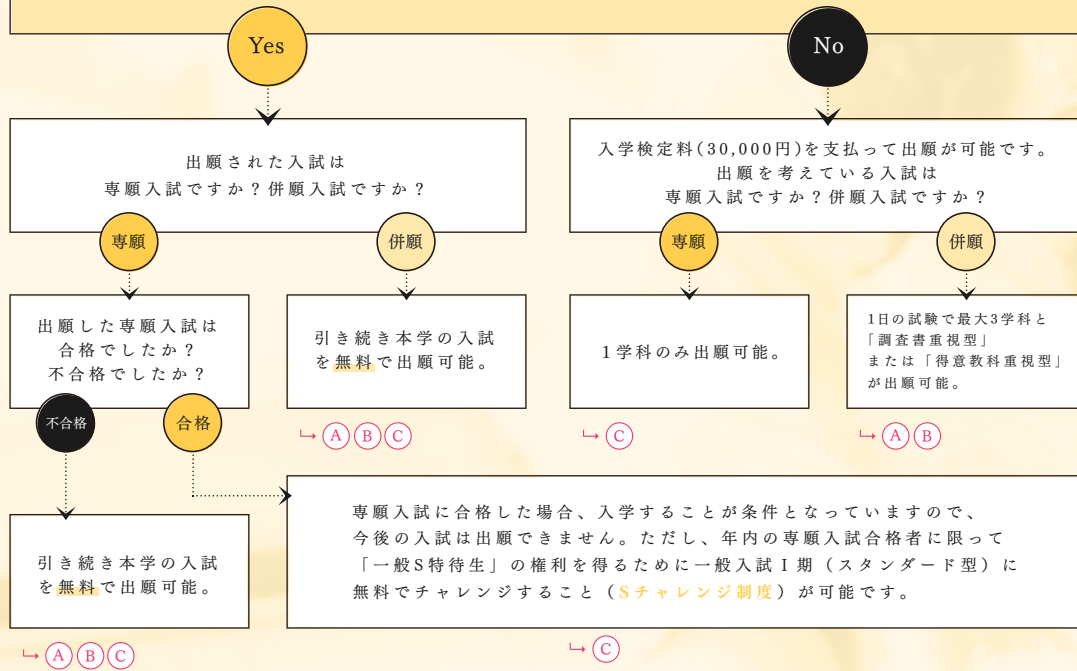 Yes
No
出願された入試は
専願入試ですか？併願入試ですか？
入学検定料(30,000円)を支払って出願が可能です。
出願を考えている入試は
専願入試ですか？併願入試ですか？
専願
併願
専願
併願
出願した専願入試は
合格でしたか？
不合格でしたか？
引き続き本学の入試
を無料で出願可能。
1学科のみ出願可能。
1日の試験で最大3学科と
「調査書重視型」
または「得意教科重視型」
が出願可能。
不合格
合格
↳ A B C
↳ C
↳ A B
専願入試に合格した場合、入学することが条件となっていますので、
今後の入試は出願できません。ただし、年内の専願入試合格者に限って
「一般S特待生」の権利を得るために一般入試Ⅰ期（スタンダード型）に
無料でチャレンジすること（Sチャレンジ制度）が可能です。
引き続き本学の入試
を無料で出願可能。
↳ A B C
↳ C